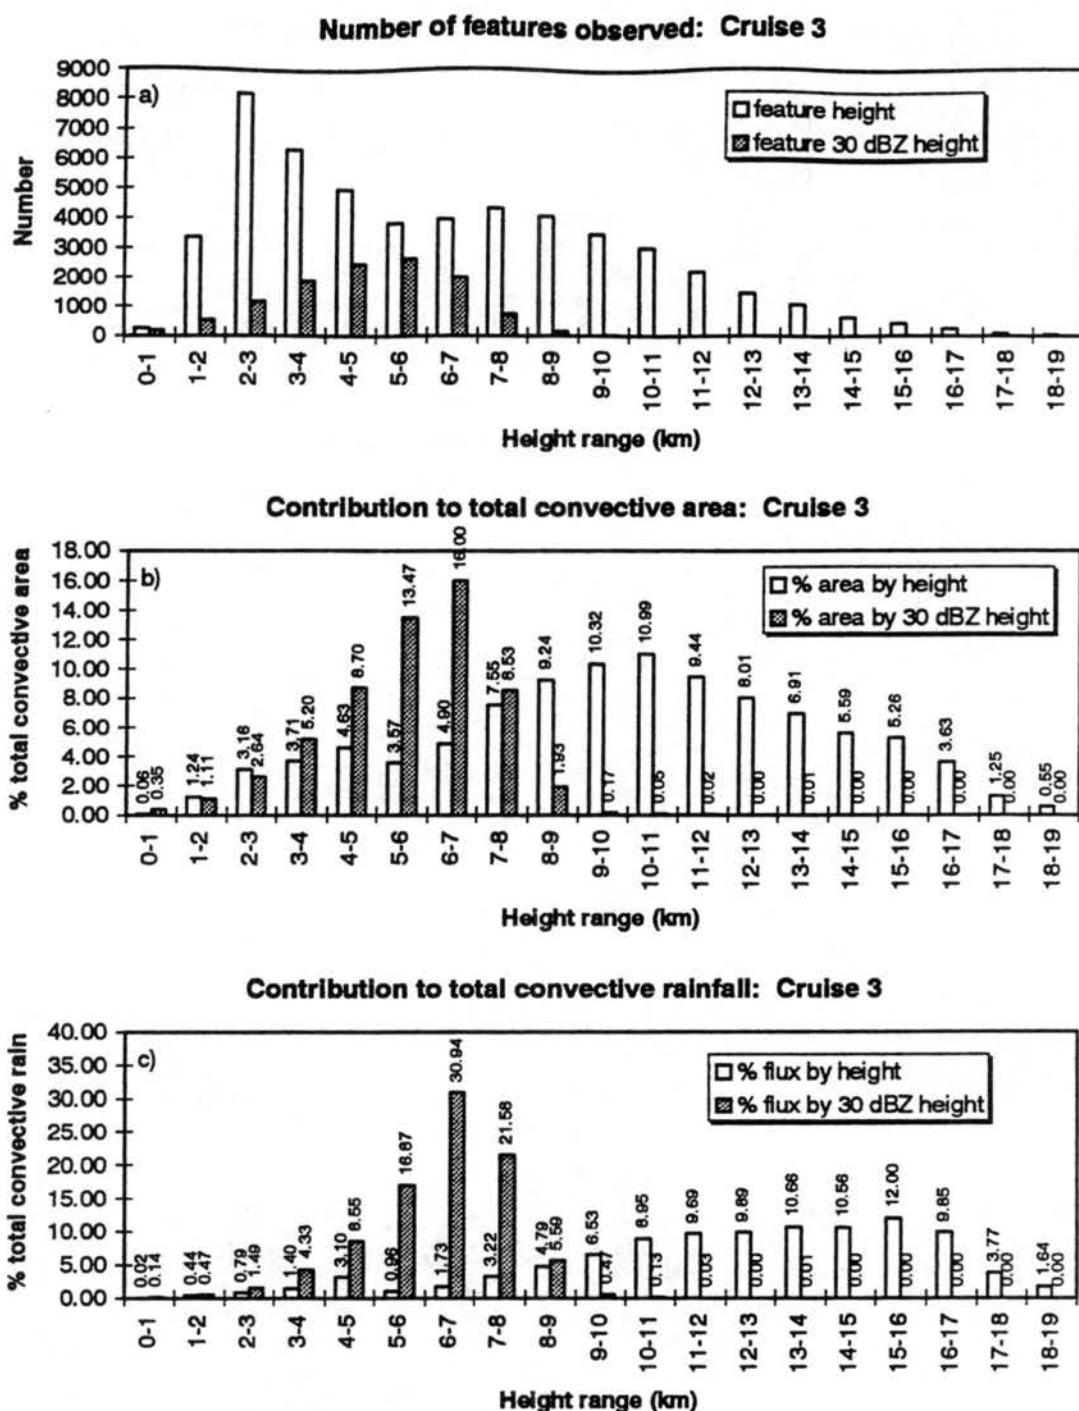 Number of features observed: Cruise 3
a)
Number
9000
8000
7000
6000
5000
4000
3000
2000
1000
0
feature height
feature 30 dBZ height
0-1 1-2 2-3 3-4 4-5 5-6 6-7 7-8 8-9 9-10 10-11 11-12 12-13 13-14 14-15 15-16 16-17 17-18 18-19
Height range (km)
Contribution to total convective area: Cruise 3
b)
% total convective area
18.00
16.00
14.00
12.00
10.00
8.00
6.00
4.00
2.00
0.00
% area by height
% area by 30 dBZ height
0.06 0.35 1.24 1.11 3.16 2.64 3.71 5.20 4.63 8.70 3.57 13.47 4.90 16.00 7.55 8.53 9.24 1.93 10.32 0.17 10.99 0.05 9.44 0.02 8.01 0.00 6.91 0.01 5.59 0.00 5.26 0.00 3.63 0.00 1.25 0.00 0.55 0.00
0-1 1-2 2-3 3-4 4-5 5-6 6-7 7-8 8-9 9-10 10-11 11-12 12-13 13-14 14-15 15-16 16-17 17-18 18-19
Height range (km)
Contribution to total convective rainfall: Cruise 3
c)
% total convective rain
40.00
35.00
30.00
25.00
20.00
15.00
10.00
5.00
0.00
% flux by height
% flux by 30 dBZ height
0.02 0.14 0.44 0.47 0.79 1.49 1.40 4.33 3.10 8.55 0.96 16.87 1.73 30.94 3.22 21.58 4.79 5.59 6.53 0.47 8.95 0.13 9.69 0.03 9.89 0.00 10.66 0.01 10.56 0.00 12.00 0.00 9.85 0.00 3.77 0.00 1.64 0.00
0-1 1-2 2-3 3-4 4-5 5-6 6-7 7-8 8-9 9-10 10-11 11-12 12-13 13-14 14-15 15-16 16-17 17-18 18-19
Height range (km)